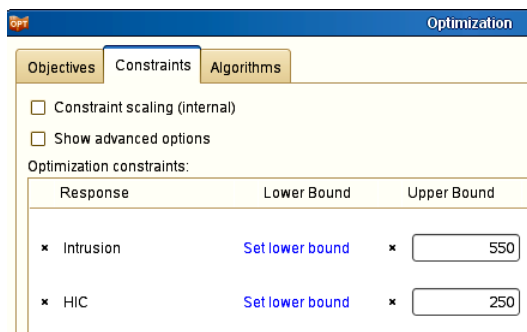 OPT Optimization
Objectives Constraints Algorithms
Constraint scaling (internal)
Show advanced options
Optimization constraints:
Response Lower Bound Upper Bound
× Intrusion Set lower bound × 550
× HIC Set lower bound × 250